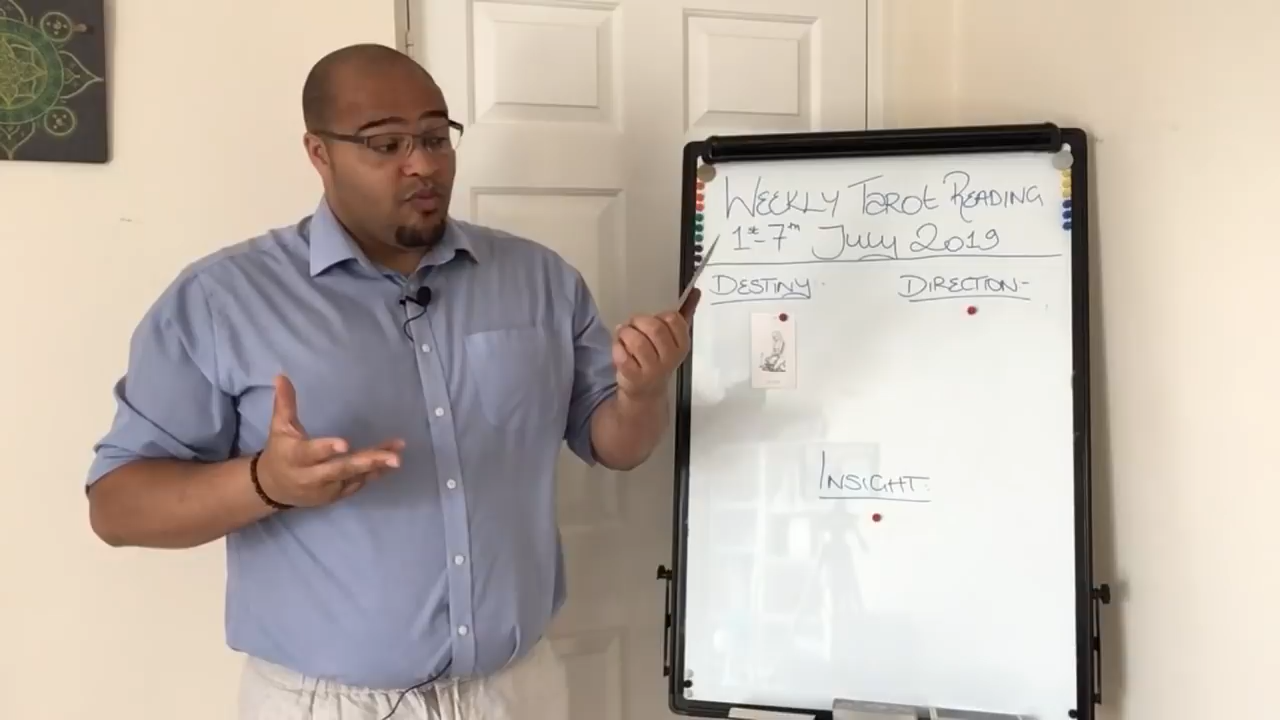 WEEKLY TAROT READING
1st-7th JULY 2019
DESTINY: DIRECTION-
INSIGHT: